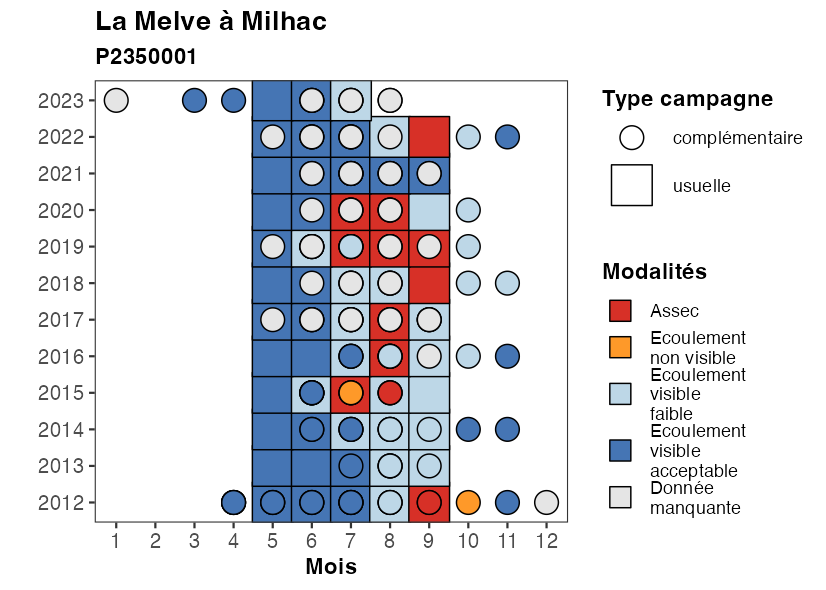 La Melve à Milhac
P2350001
2023
2022
2021
2020
2019
2018
2017
2016
2015
2014
2013
2012
1 2 3 4 5 6 7 8 9 10 11 12
Mois
Type campagne
complémentaire
usuelle
Modalités
Assec
Ecoulement
non visible
Ecoulement
visible
faible
Ecoulement
visible
acceptable
Donnée
manquante